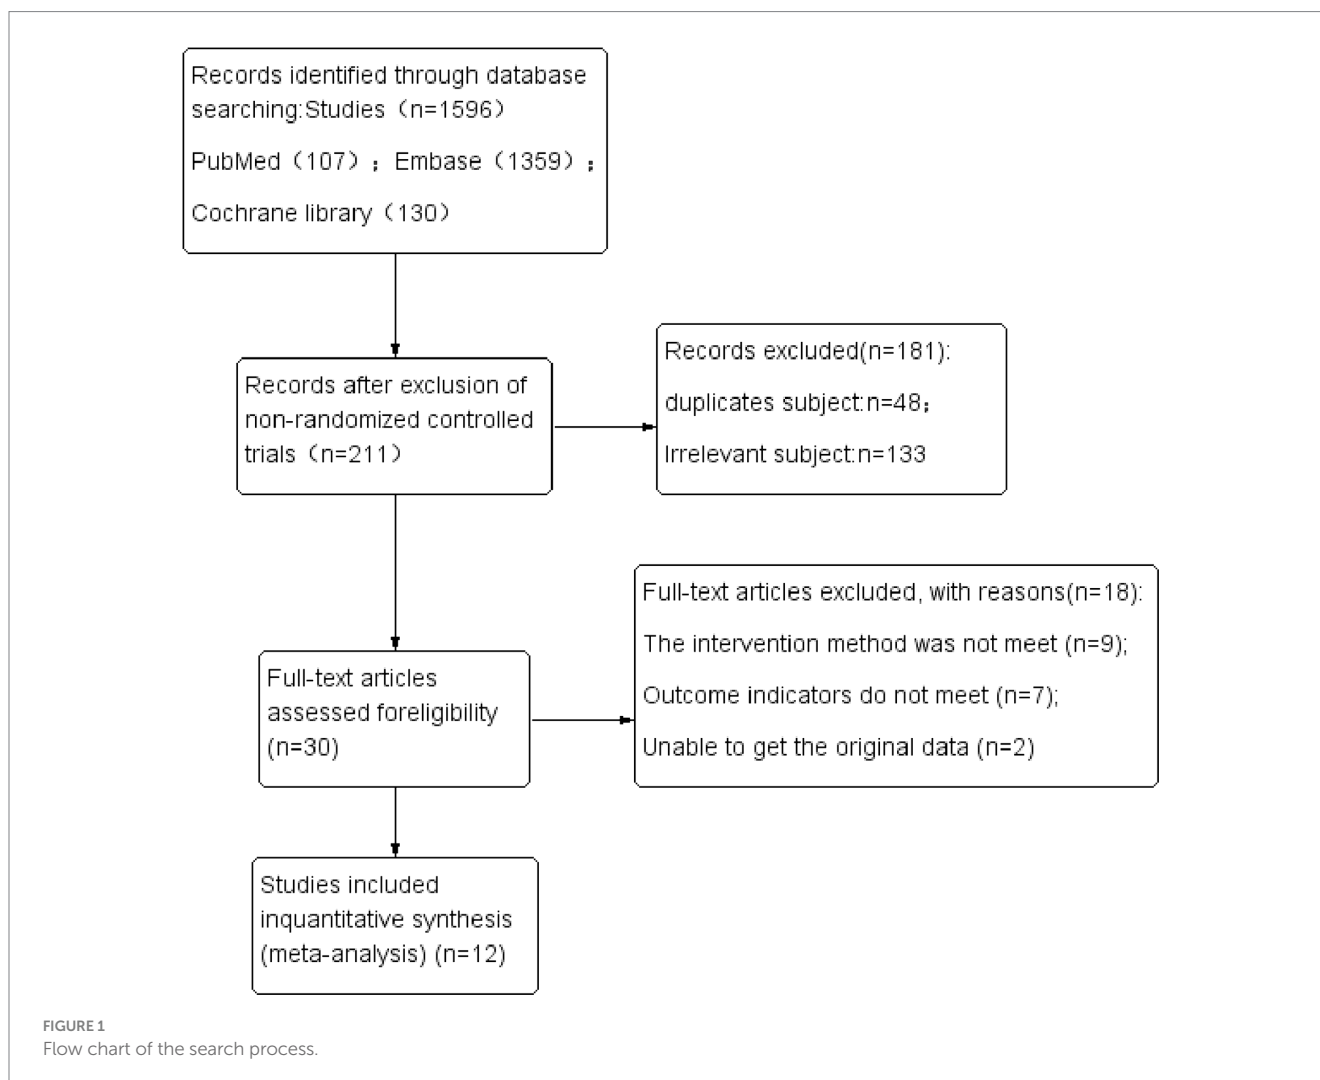 Records identified through database
searching:Studies（n=1596）
PubMed（107）；Embase（1359）；
Cochrane library（130）
Records after exclusion of
non-randomized controlled
trials（n=211）
Records excluded(n=181):
duplicates subject:n=48；
Irrelevant subject:n=133
Full-text articles
assessed foreligibility
(n=30)
Full-text articles excluded, with reasons(n=18):
The intervention method was not meet (n=9);
Outcome indicators do not meet (n=7);
Unable to get the original data (n=2)
Studies included
inquantitative synthesis
(meta-analysis) (n=12)
FIGURE 1
Flow chart of the search process.